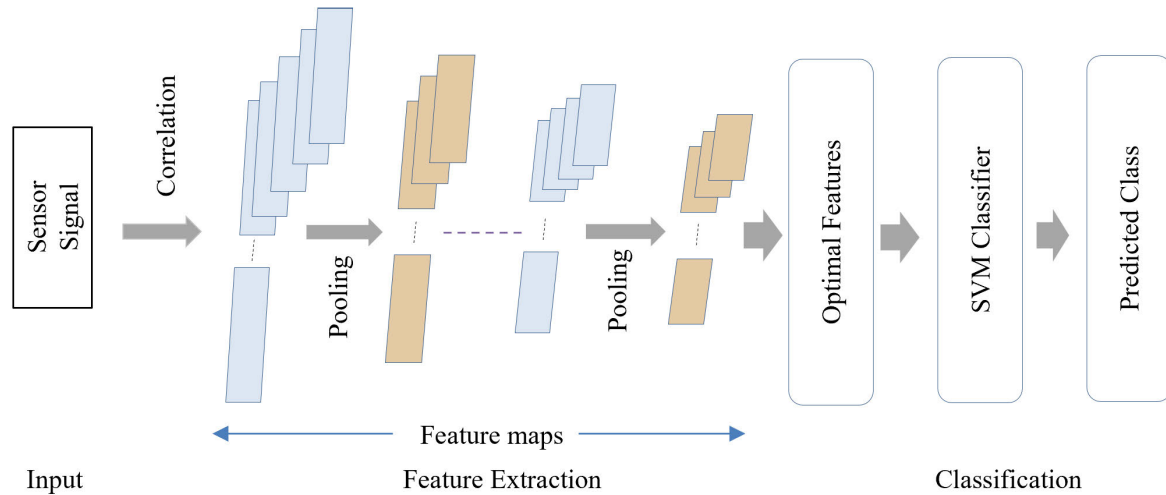 Sensor
Signal
Correlation
Pooling
Pooling
Optimal Features
SVM Classifier
Predicted Class
Feature maps
Input
Feature Extraction
Classification